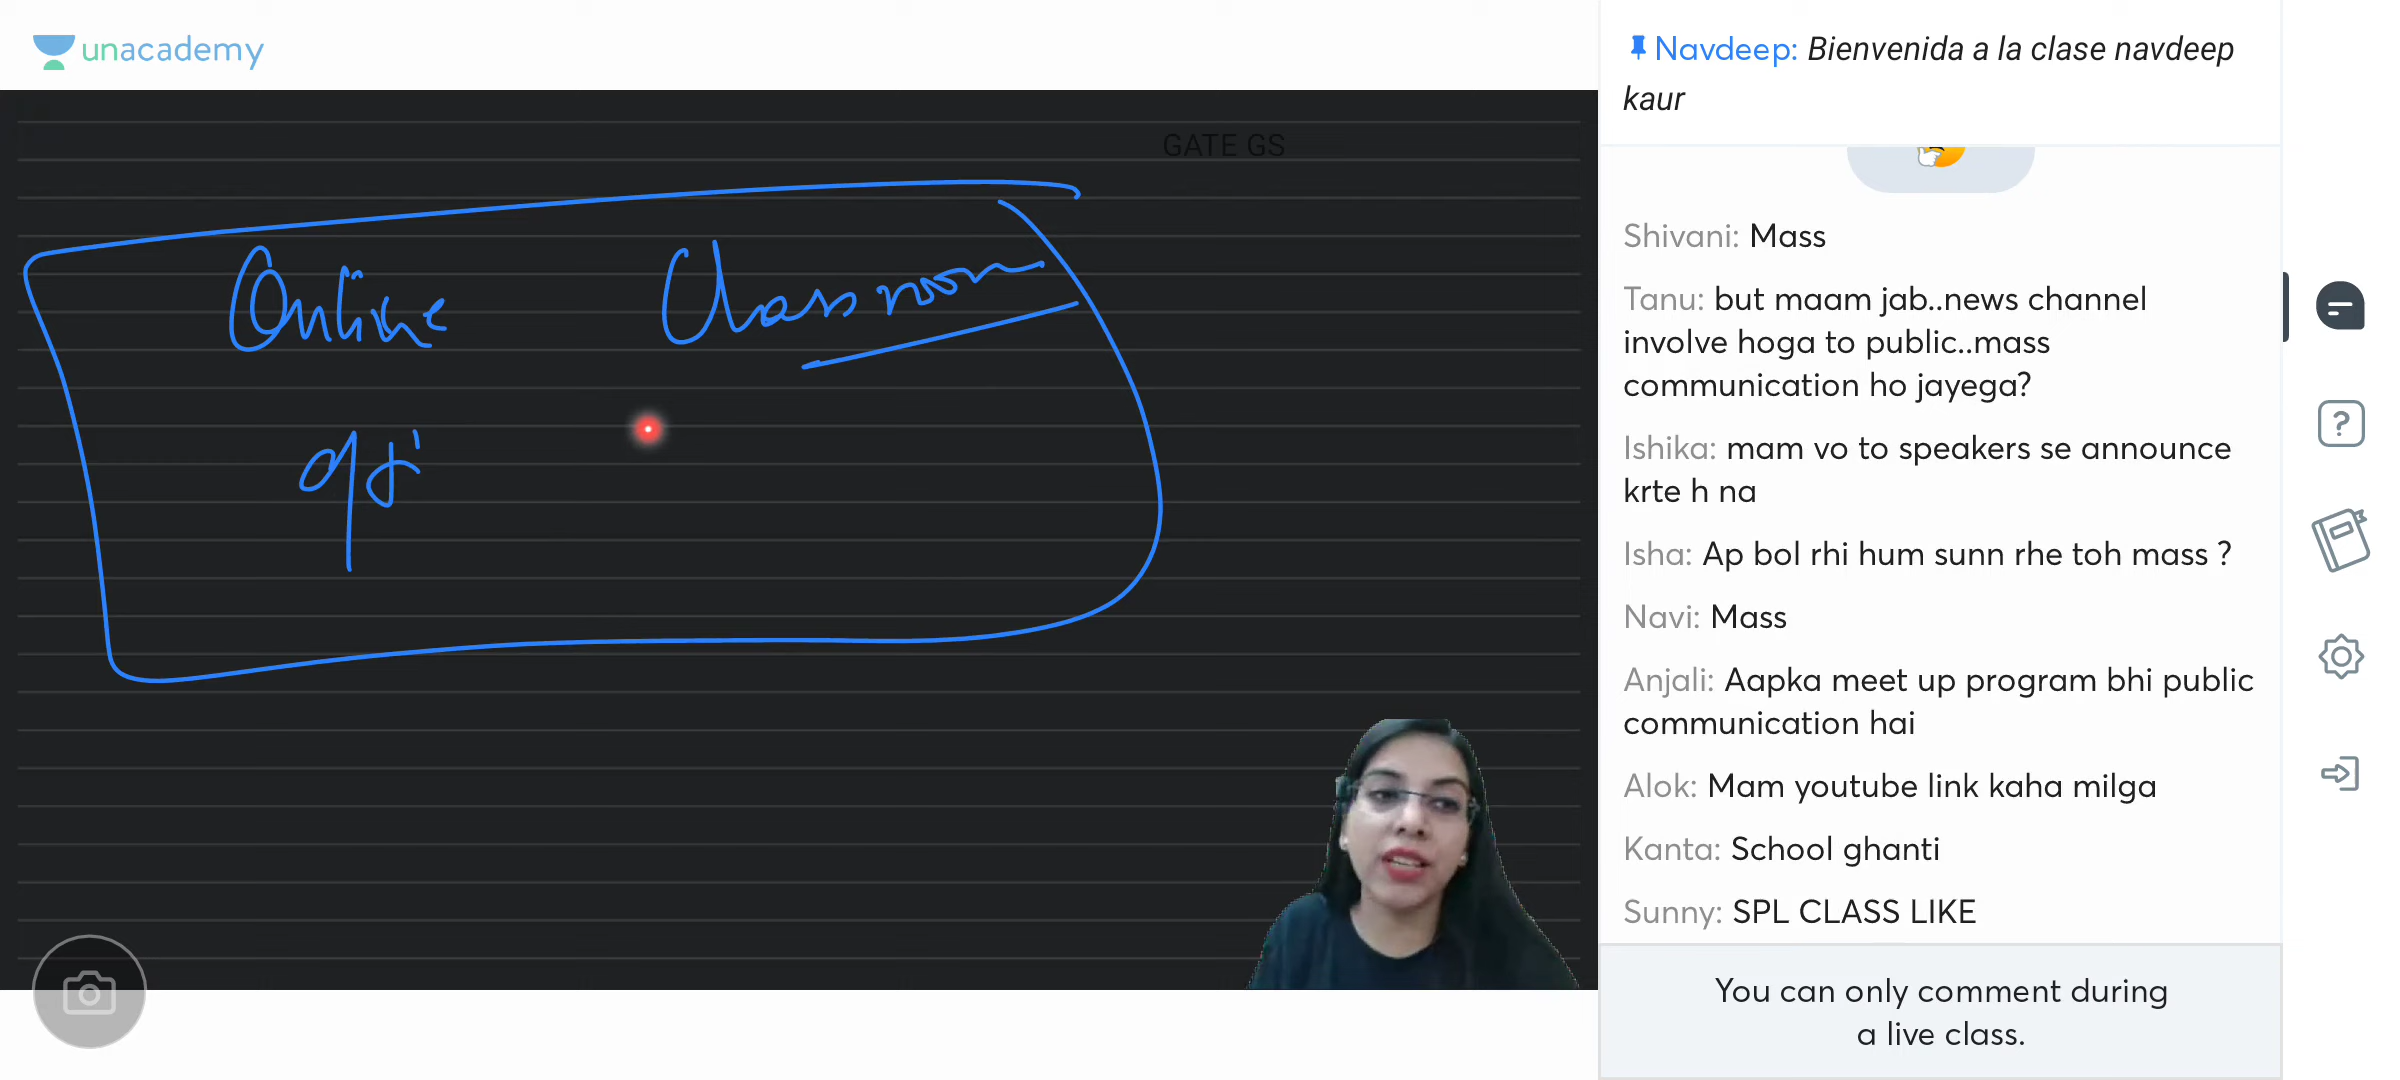 unacademy
GATE GS
Online Classroom
Navdeep: Bienvenida a la clase navdeep
kaur
Shivani: Mass
Tanu: but maam jab..news channel
involve hoga to public..mass
communication ho jayega?
Ishika: mam vo to speakers se announce
krte h na
Isha: Ap bol rhi hum sunn rhe toh mass ?
Navi: Mass
Anjali: Aapka meet up program bhi public
communication hai
Alok: Mam youtube link kaha milga
Kanta: School ghanti
Sunny: SPL CLASS LIKE
You can only comment during
a live class.